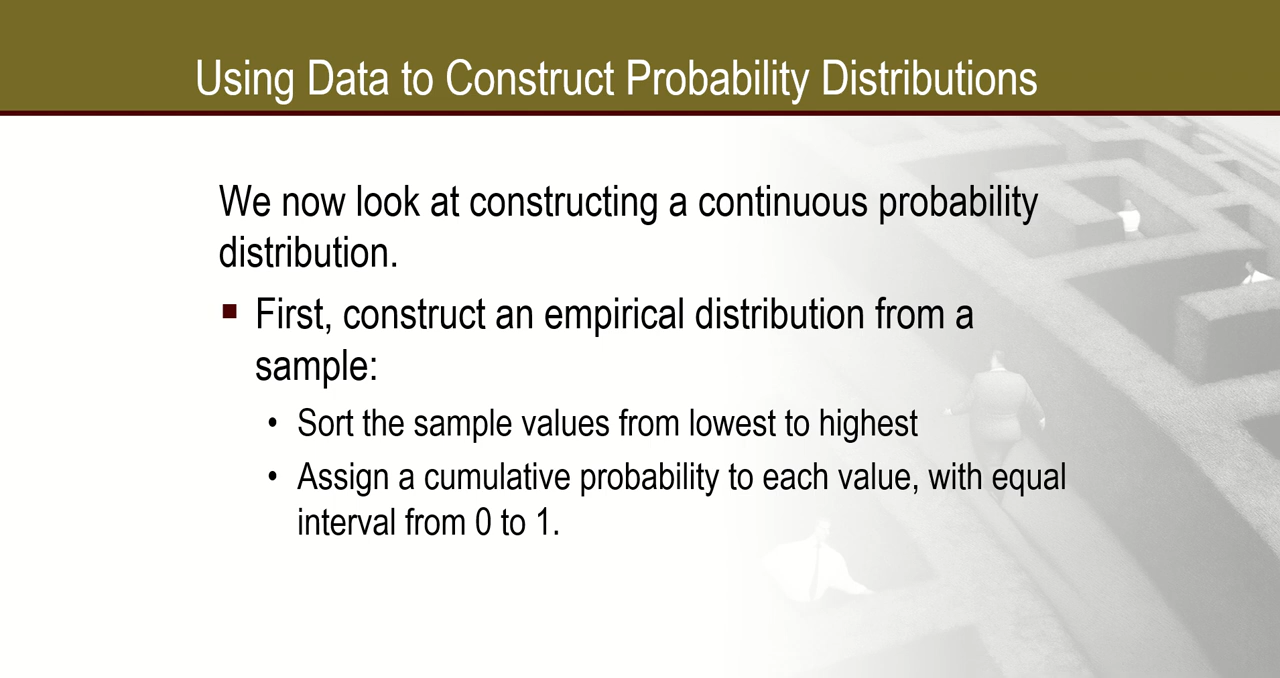 Using Data to Construct Probability Distributions
We now look at constructing a continuous probability
distribution.
▪ First, construct an empirical distribution from a
sample:
• Sort the sample values from lowest to highest
• Assign a cumulative probability to each value, with equal
interval from 0 to 1.